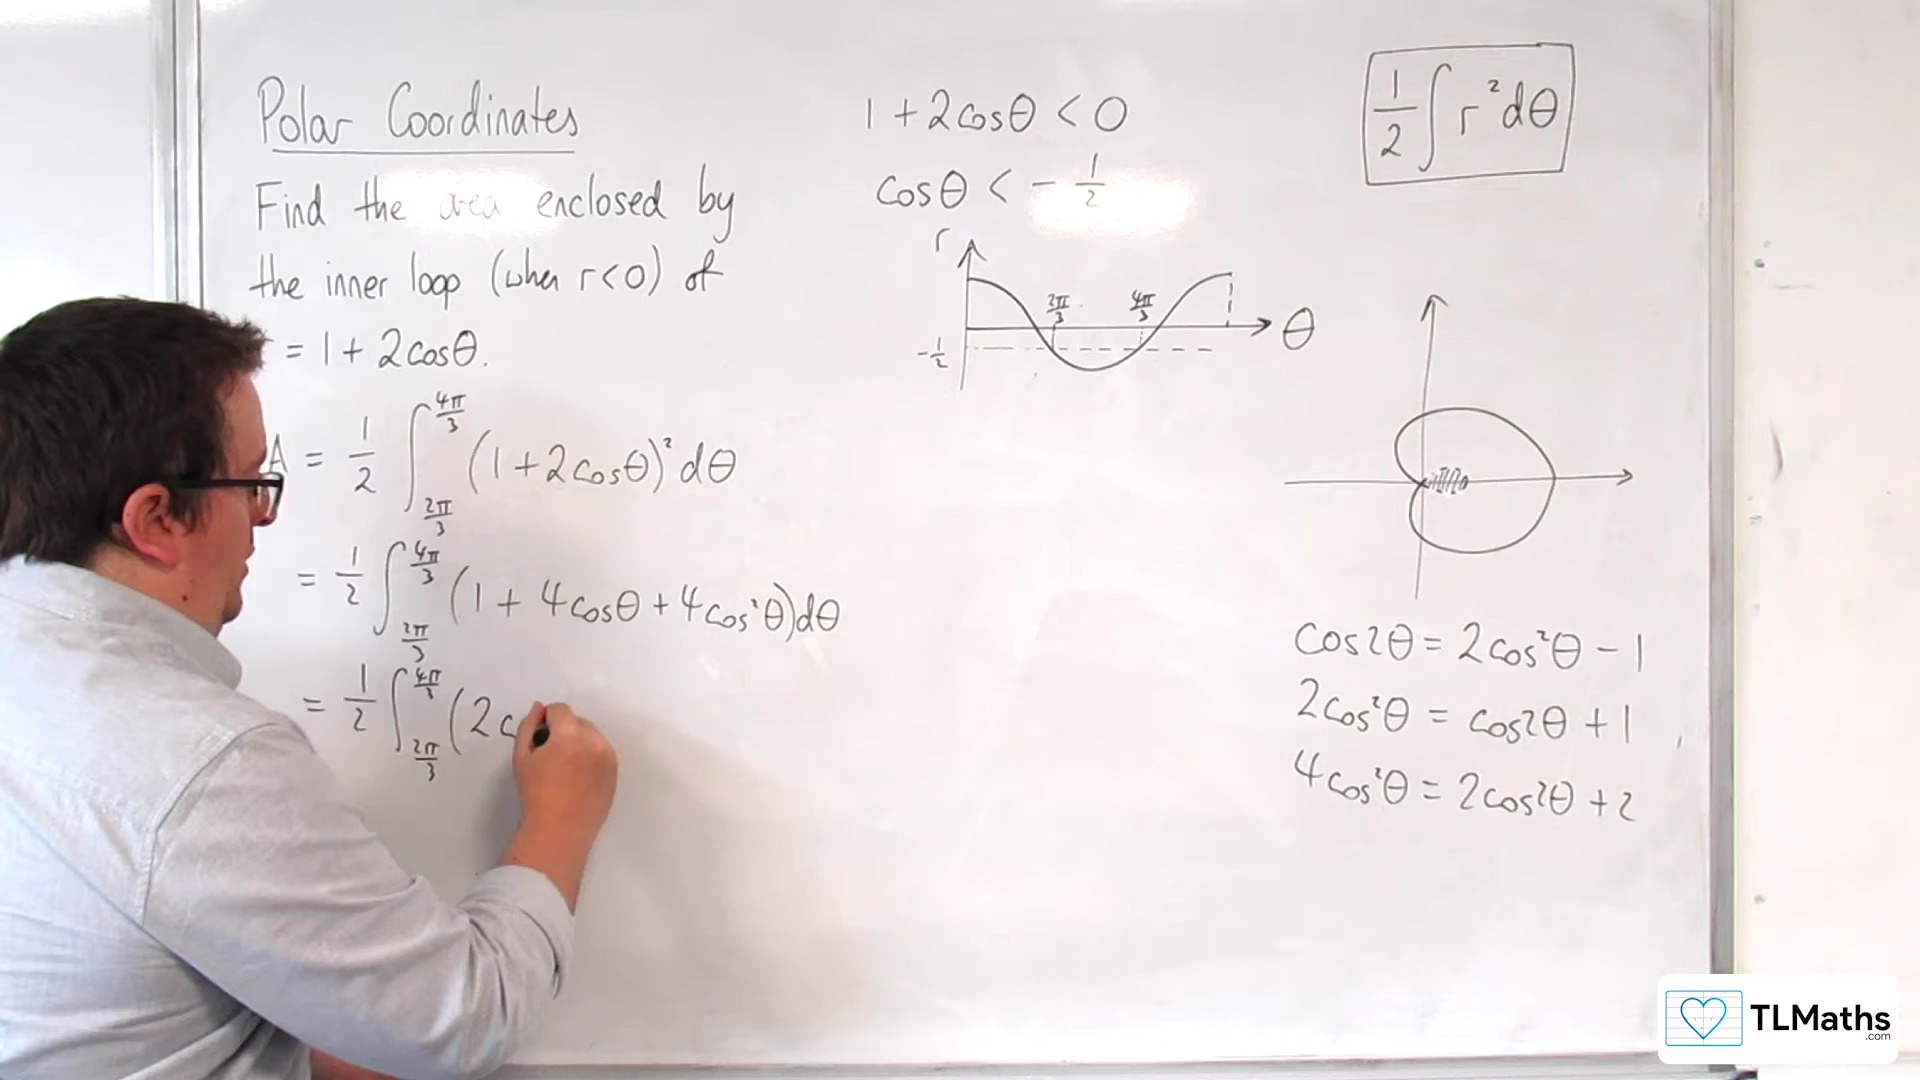 Polar Coordinates
Find the area enclosed by
the inner loop (when r<0) of
= 1 + 2cosθ.
A = 1/2 ∫_{2π/3}^{4π/3} (1+2cosθ)² dθ
= 1/2 ∫_{2π/3}^{4π/3} (1 + 4cosθ + 4cos²θ)dθ
= 1/2 ∫_{2π/3}^{4π/3} (2c
1 + 2cosθ < 0
cosθ < - 1/2
r
2π/3 4π/3
θ
-1/2
1/2 ∫ r² dθ
cos2θ = 2cos²θ - 1
2cos²θ = cos2θ + 1
4cos²θ = 2cos2θ + 2
TLMaths
.com